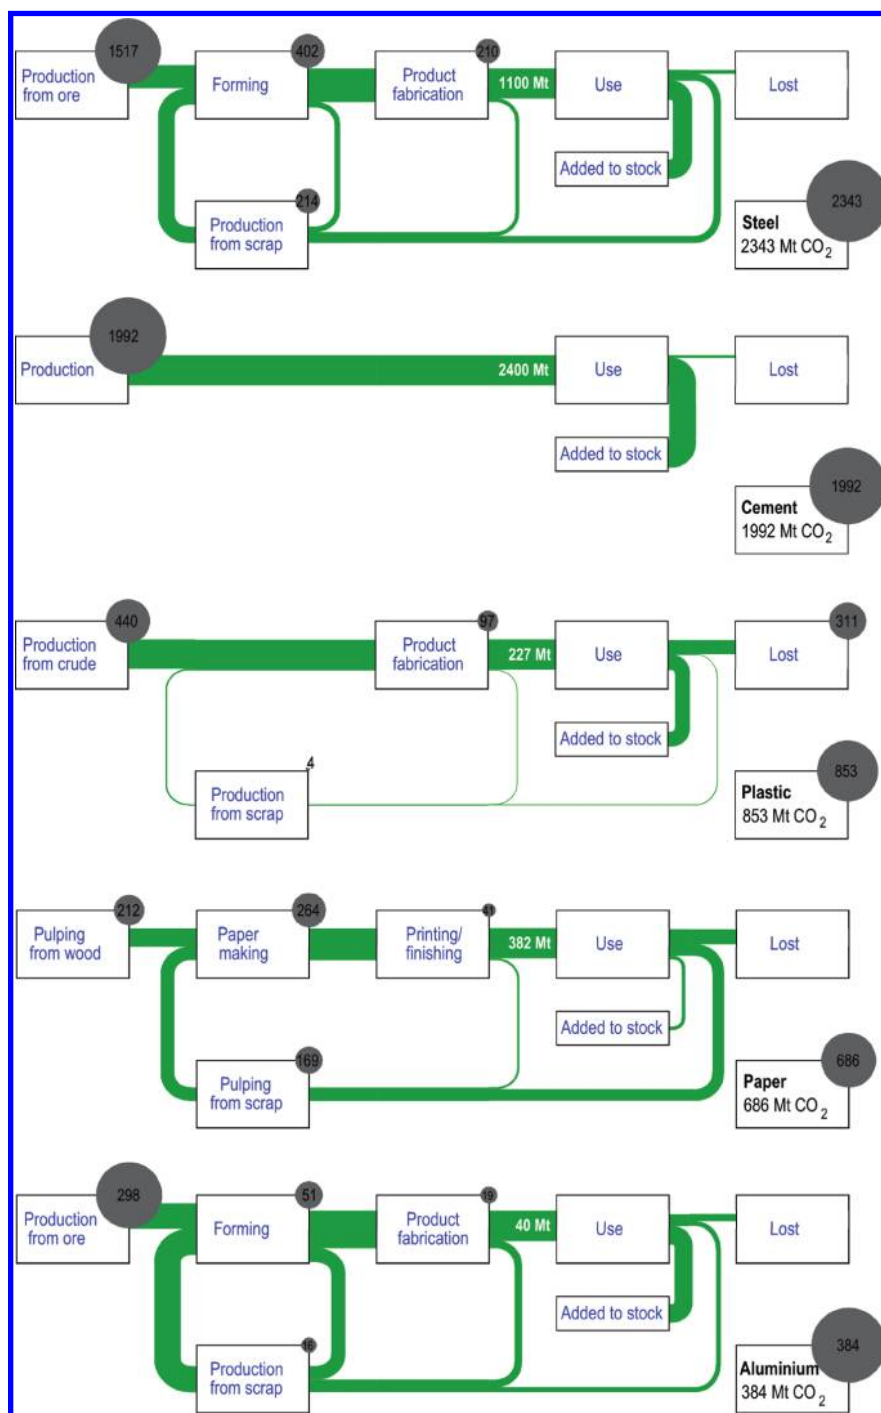 1517
402
210
Production
from ore
Forming
Product
fabrication
1100 Mt
Use
Lost
Added to stock
214
Production
from scrap
2343
Steel
2343 Mt CO2
1992
Production
2400 Mt
Use
Lost
Added to stock
1992
Cement
1992 Mt CO2
440
97
311
Production
from crude
Product
fabrication
227 Mt
Use
Lost
Added to stock
4
Production
from scrap
853
Plastic
853 Mt CO2
212
264
41
Pulping
from wood
Paper
making
Printing/
finishing
382 Mt
Use
Lost
Added to stock
169
Pulping
from scrap
686
Paper
686 Mt CO2
298
51
19
Production
from ore
Forming
Product
fabrication
40 Mt
Use
Lost
Added to stock
16
Production
from scrap
384
Aluminium
384 Mt CO2